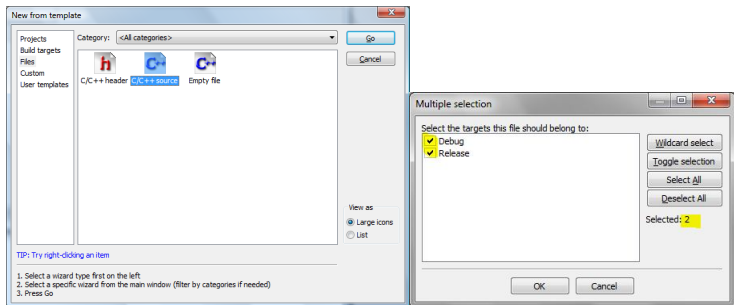 New from template
Projects
Build targets
Files
Custom
User templates
Category: <All categories>
Go
Cancel
C/C++ header
C/C++ source
Empty file
View as
Large icons
List
TIP: Try right-clicking an item
1. Select a wizard type first on the left
2. Select a specific wizard from the main window (filter by categories if needed)
3. Press Go
Multiple selection
Select the targets this file should belong to:
Debug
Release
Wildcard select
Toggle selection
Select All
Deselect All
Selected: 2
OK
Cancel